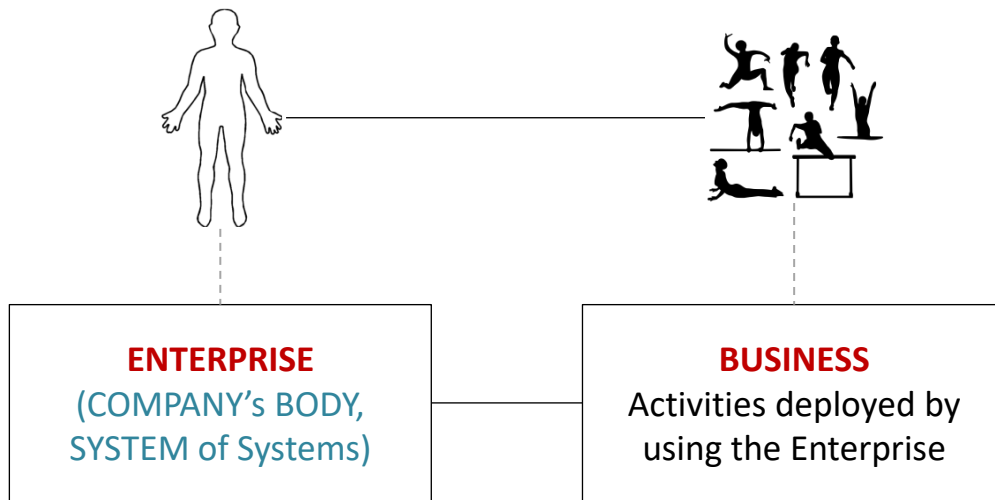 ENTERPRISE
(COMPANY’s BODY,
SYSTEM of Systems)
BUSINESS
Activities deployed by
using the Enterprise